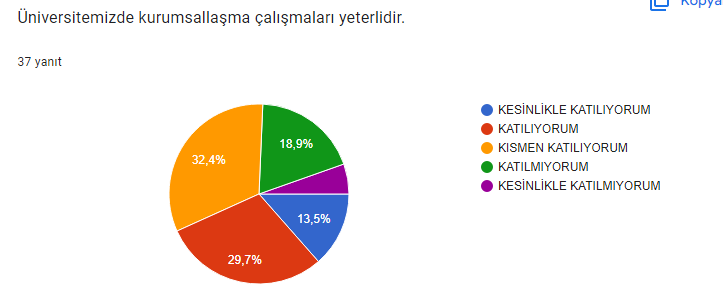 Üniversitemizde kurumsallaşma çalışmaları yeterlidir.
Kopya
37 yanıt
KESİNLİKLE KATILIYORUM
KATILIYORUM
KISMEN KATILIYORUM
KATILMIYORUM
KESİNLİKLE KATILMIYORUM
18,9%
32,4%
13,5%
29,7%